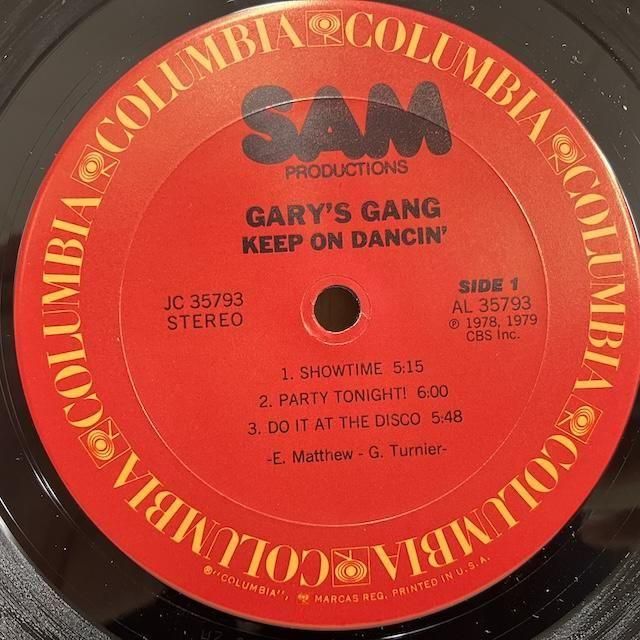 COLUMBIA COLUMBIA COLUMBIA COLUMBIA COLUMBIA COLUMBIA
SAM
PRODUCTIONS
GARY'S GANG
KEEP ON DANCIN'
JC 35793
STEREO
SIDE 1
AL 35793
℗ 1978, 1979
CBS Inc.
1. SHOWTIME 5:15
2. PARTY TONIGHT! 6:00
3. DO IT AT THE DISCO 5:48
-E. Matthew - G. Turnier-
®"COLUMBIA", MARCAS REG. PRINTED IN U.S.A.